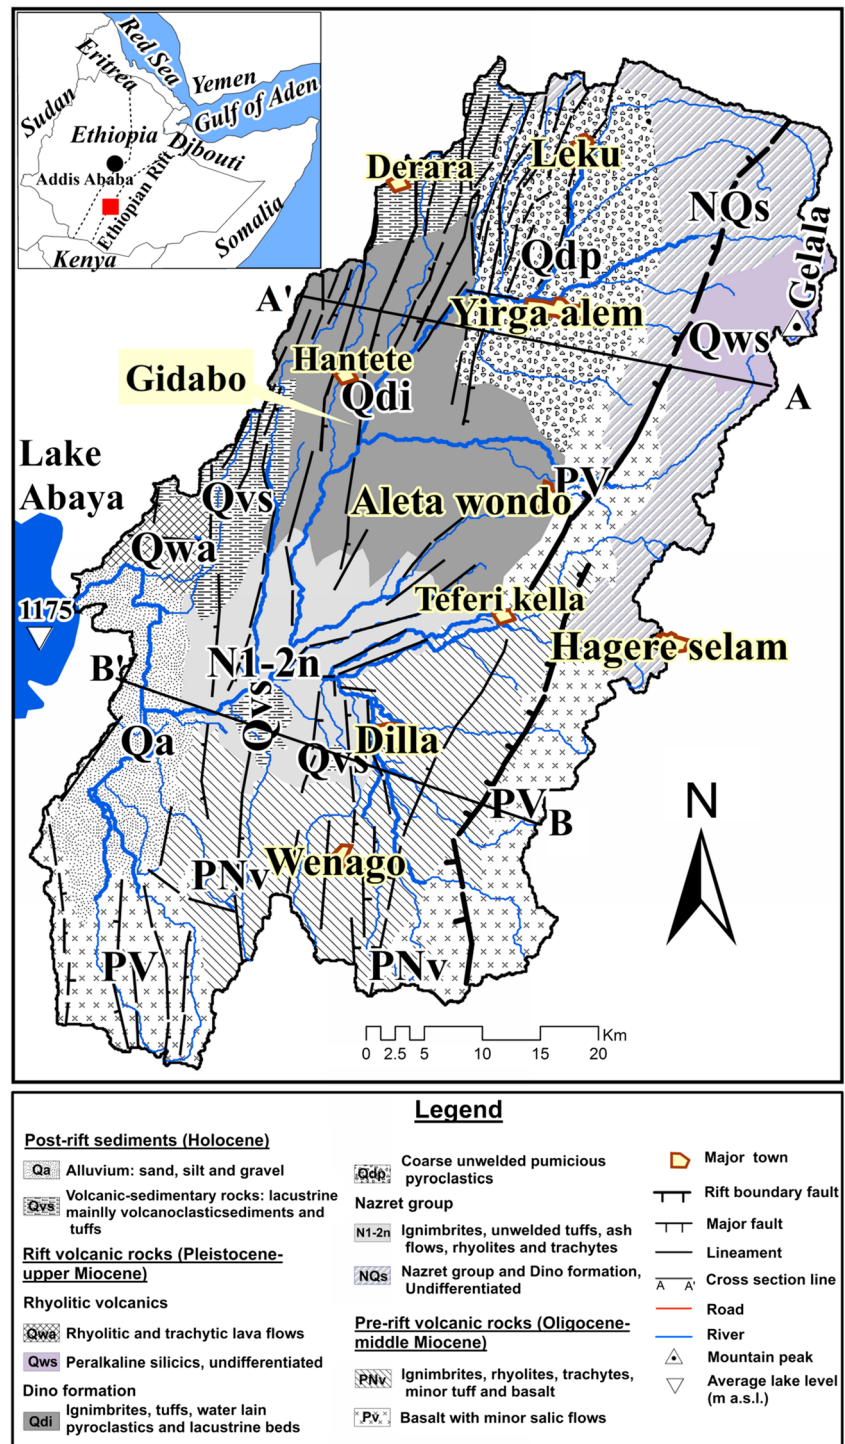 Red Sea
Eritrea
Yemen
Gulf of Aden
Sudan
Ethiopia
Djbouti
Addis Ababa
Ethiopian Rift
Somalia
Kenya
Derara
Leku
NQs
Qdp
Gelala
A'
Yirga alem
Qws
Hantete
Gidabo
Qdi
A
Lake
Abaya
Qvs
PV
Aleta wondo
Qwa
1175
Teferi kella
Hagere selam
B'
N1-2n
Qvs
Qa
Dilla
Qvs
PV
B
N
PNv
Wenago
PV
PNv
Km
0 2.5 5 10 15 20
Legend
Post-rift sediments (Holocene)
Qa Alluvium: sand, silt and gravel
Qvs Volcanic-sedimentary rocks: lacustrine
mainlly volcanoclasticsediments and
tuffs
Rift volcanic rocks (Pleistocene-
upper Miocene)
Rhyolitic volcanics
Qwa Rhyolitic and trachytic lava flows
Qws Peralkaline silicics, undifferentiated
Dino formation
Qdi Ignimbrites, tuffs, water lain
pyroclastics and lacustrine beds
Qdp Coarse unwelded pumicious
pyroclastics
Nazret group
N1-2n Ignimbrites, unwelded tuffs, ash
flows, rhyolites and trachytes
NQs Nazret group and Dino formation,
Undifferentiated
Pre-rift volcanic rocks (Oligocene-
middle Miocene)
PNv Ignimbrites, rhyolites, trachytes,
minor tuff and basalt
Pv Basalt with minor salic flows
Major town
Rift boundary fault
Major fault
Lineament
A A' Cross section line
Road
River
Mountain peak
Average lake level
(m a.s.l.)